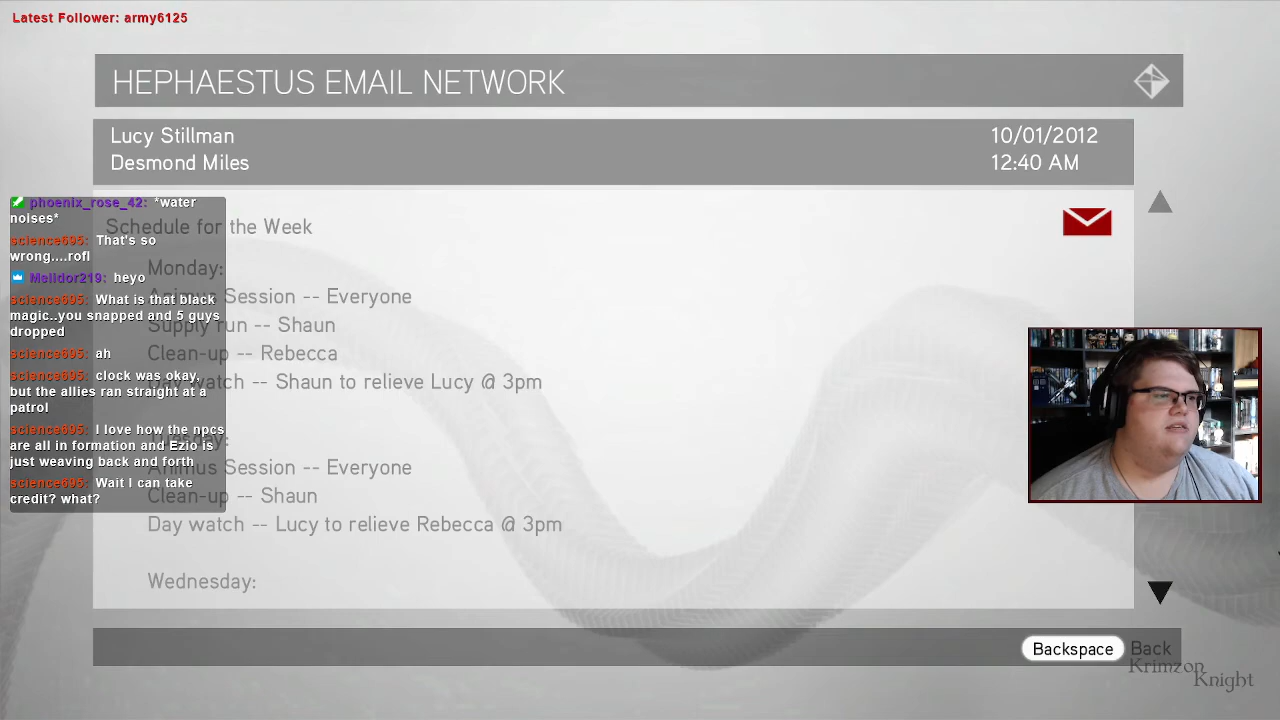 Latest Follower: army6125
HEPHAESTUS EMAIL NETWORK
Lucy Stillman
10/01/2012
Desmond Miles
12:40 AM
Schedule for the Week
Monday:
Animus Session -- Everyone
Supply run -- Shaun
Clean-up -- Rebecca
Day watch -- Shaun to relieve Lucy @ 3pm
Animus Session -- Everyone
Clean-up -- Shaun
Day watch -- Lucy to relieve Rebecca @ 3pm
Wednesday:
phoenix_rose_42: *water
noises*
science695: That's so
wrong....rofl
Melldor219: heyo
science695: What is that black
magic..you snapped and 5 guys
dropped
science695: ah
science695: clock was okay,
but the allies ran straight at a
patrol
science695: I love how the npcs
are all in formation and Ezio is
just weaving back and forth
science695: Wait I can take
credit? what?
Backspace Back
Krimzon
Knight